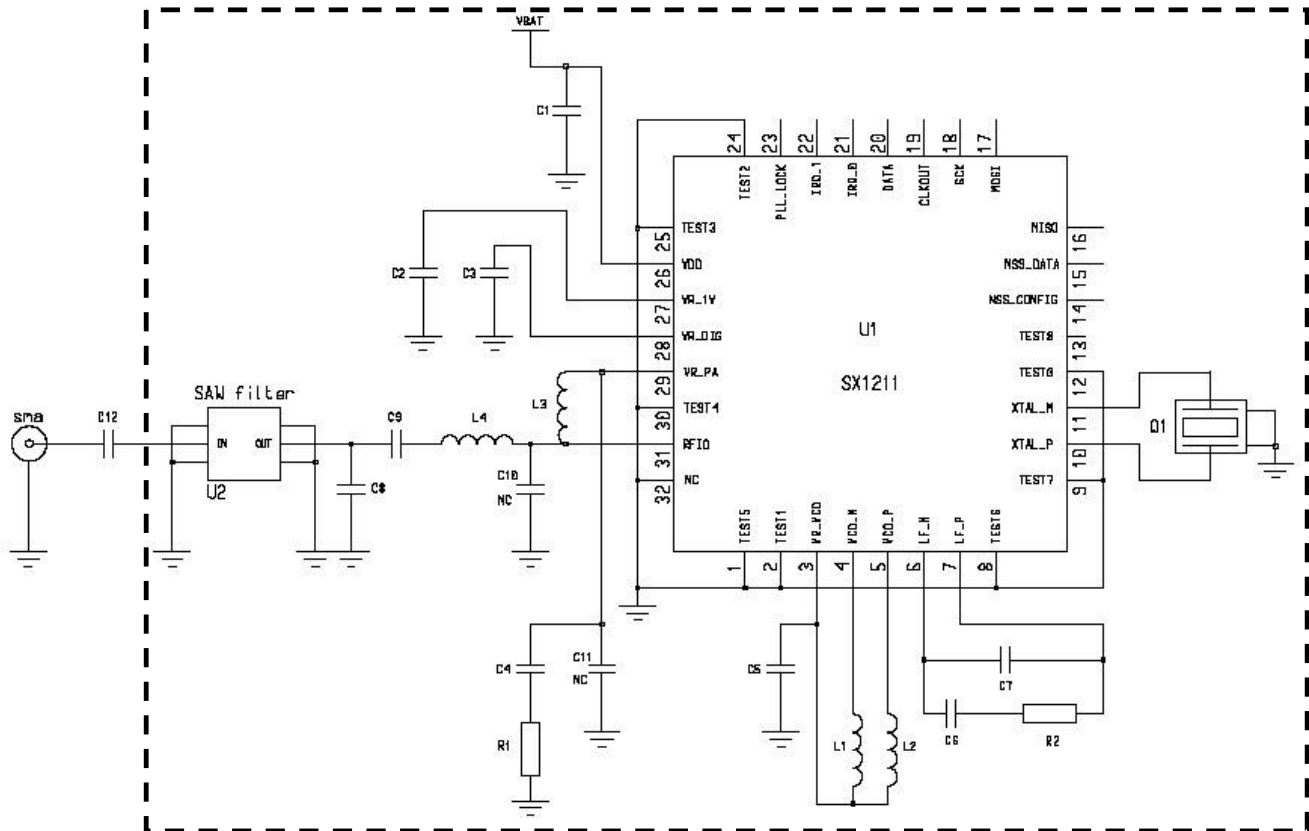 VBAT
C1
24
23
22
21
20
19
18
17
TEST2
PLL_LOCK
IRQ_1
IRQ_0
DATA
CLKOUT
SCK
MOSI
TEST3
25
VDD
26
VR_1V
27
VR_DIG
28
VR_PA
29
TEST4
30
RFIO
31
NC
32
MISO
16
NSS_DATA
15
NSS_CONFIG
14
TEST8
13
TEST6
12
XTAL_M
11
XTAL_P
10
TEST7
9
U1
SX1211
C2
C3
SAW filter
sma
C12
IN
OUT
U2
C9
L4
L3
C8
C10
NC
Q1
TEST5
TEST1
VR_VCO
VCO_M
VCO_P
LF_M
LF_P
1
2
3
4
5
6
7
8
C4
C11
NC
R1
C5
L1
L2
C7
C6
R2